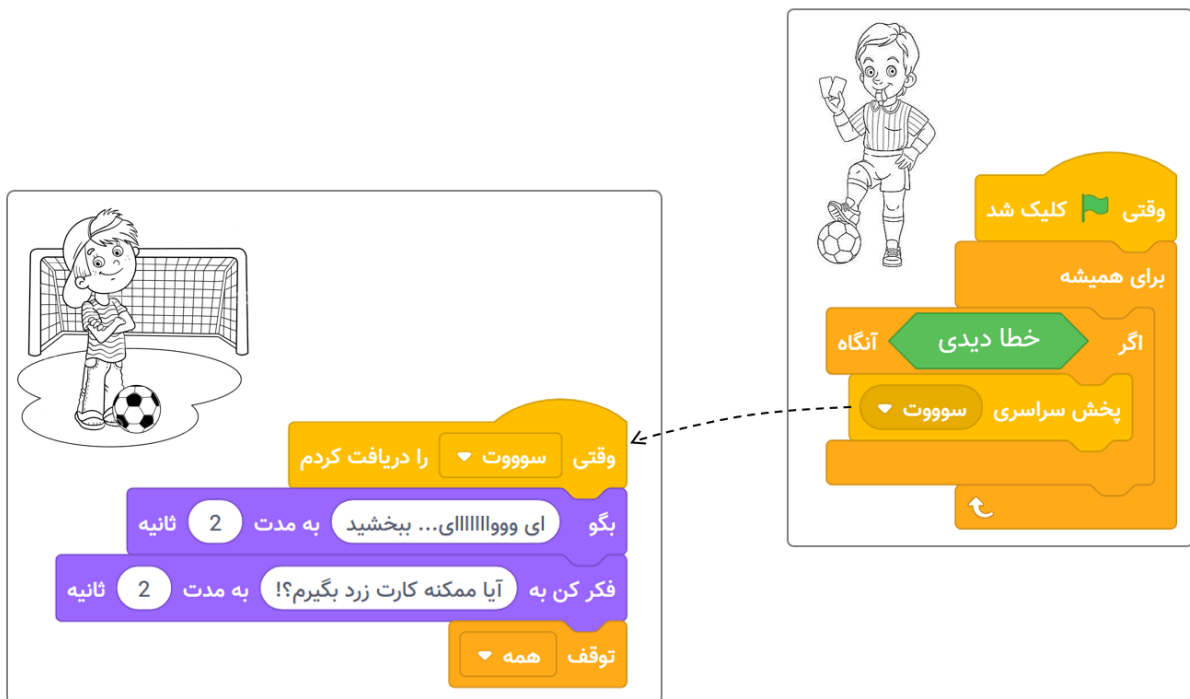 وقتی کلیک شد
برای همیشه
اگر خطا دیدی آنگاه
پخش سراسری سوووت
وقتی سوووت را دریافت کردم
بگو ای ووواااااااای... ببخشید به مدت 2 ثانیه
فکر کن به آیا ممکنه کارت زرد بگیرم؟! به مدت 2 ثانیه
توقف همه